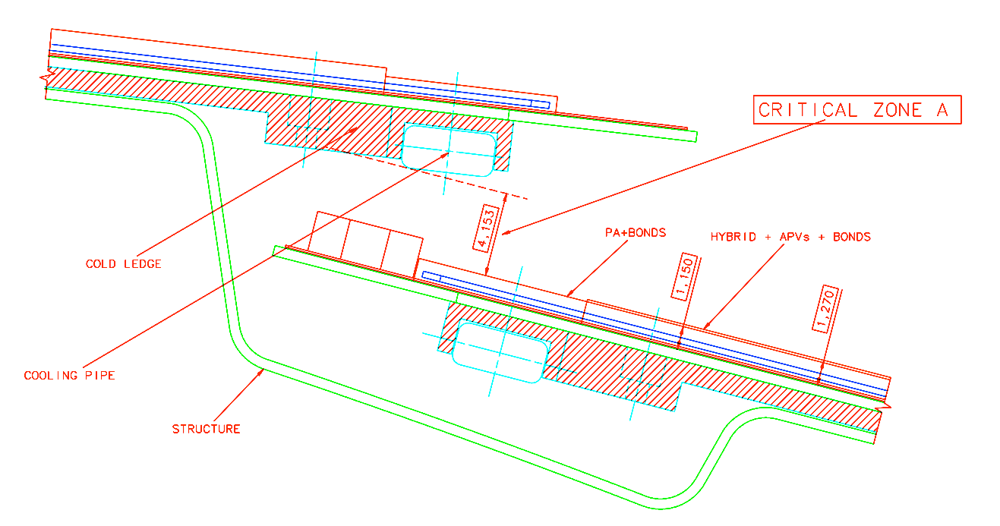 CRITICAL ZONE A
4,153
PA+BONDS
HYBRID + APVs + BONDS
COLD LEDGE
1,150
1,270
COOLING PIPE
STRUCTURE